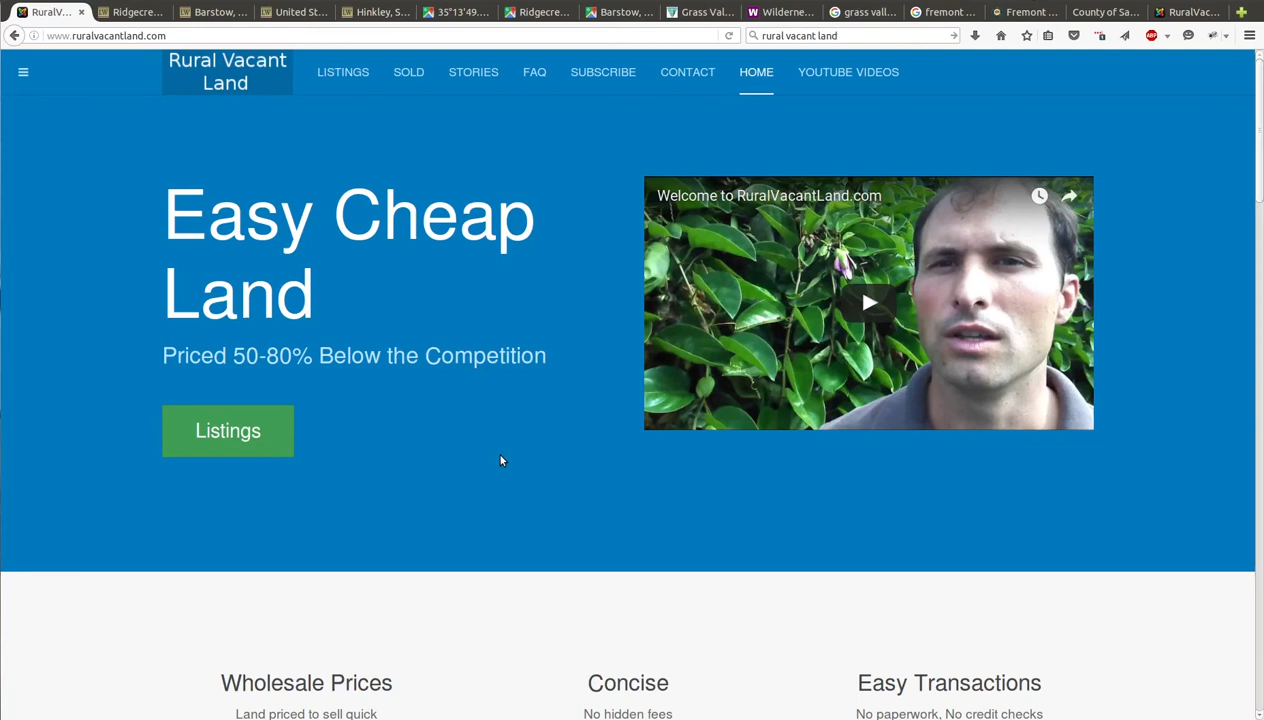 RuralV...
Ridgecre...
Barstow, ...
United St...
Hinkley, S...
35°13'49....
Ridgecre...
Barstow, ...
Grass Val...
Wilderne...
grass vall...
fremont ...
Fremont ...
County of Sa...
RuralVac...
www.ruralvacantland.com
rural vacant land
ABP
Rural Vacant
Land
LISTINGS
SOLD
STORIES
FAQ
SUBSCRIBE
CONTACT
HOME
YOUTUBE VIDEOS
Easy Cheap
Land
Priced 50-80% Below the Competition
Listings
Welcome to RuralVacantLand.com
Wholesale Prices
Land priced to sell quick
Concise
No hidden fees
Easy Transactions
No paperwork, No credit checks